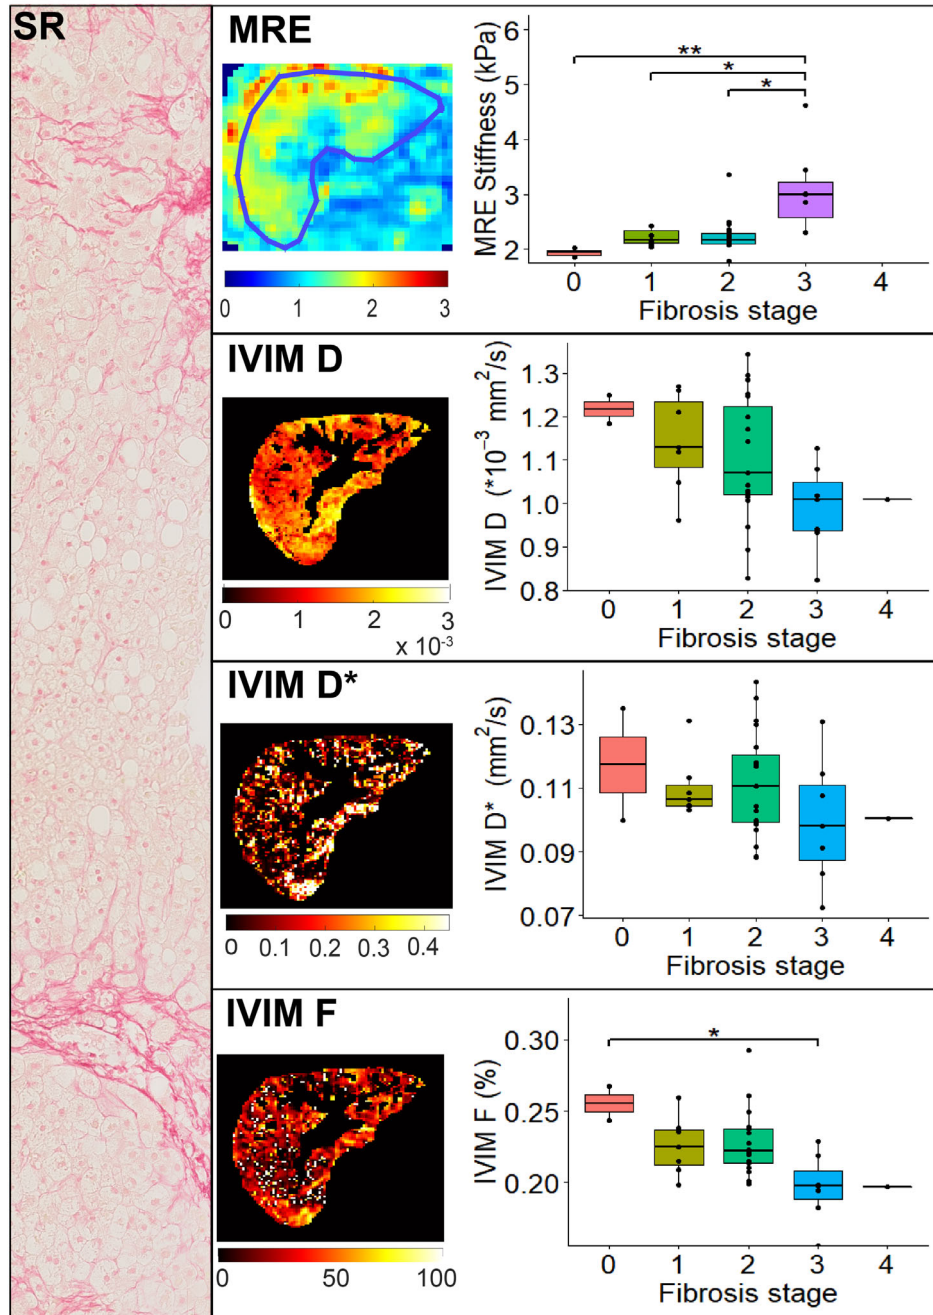 SR
MRE
0 1 2 3
MRE Stiffness (kPa)
6
5
4
3
2
**
*
*
0 1 2 3 4
Fibrosis stage
IVIM D
0 1 2 3
x 10⁻³
IVIM D (*10⁻³ mm²/s)
1.3
1.2
1.1
1.0
0.9
0.8
0 1 2 3 4
Fibrosis stage
IVIM D*
0 0.1 0.2 0.3 0.4
IVIM D* (mm²/s)
0.13
0.11
0.09
0.07
0 1 2 3 4
Fibrosis stage
IVIM F
0 50 100
IVIM F (%)
0.30
0.25
0.20
*
0 1 2 3 4
Fibrosis stage